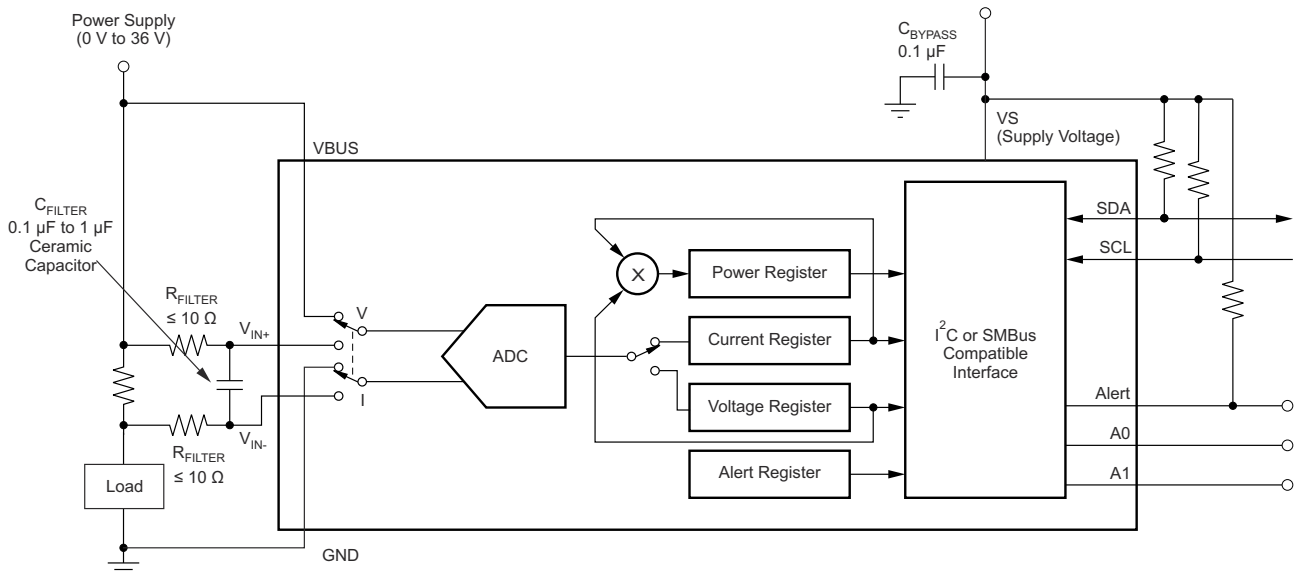 Power Supply
(0 V to 36 V)
C_BYPASS
0.1 µF
VS
(Supply Voltage)
VBUS
C_FILTER
0.1 µF to 1 µF
Ceramic
Capacitor
R_FILTER
≤ 10 Ω
V_IN+
V
I
V_IN-
R_FILTER
≤ 10 Ω
Load
GND
ADC
X
Power Register
Current Register
Voltage Register
Alert Register
I²C or SMBus
Compatible
Interface
SDA
SCL
Alert
A0
A1